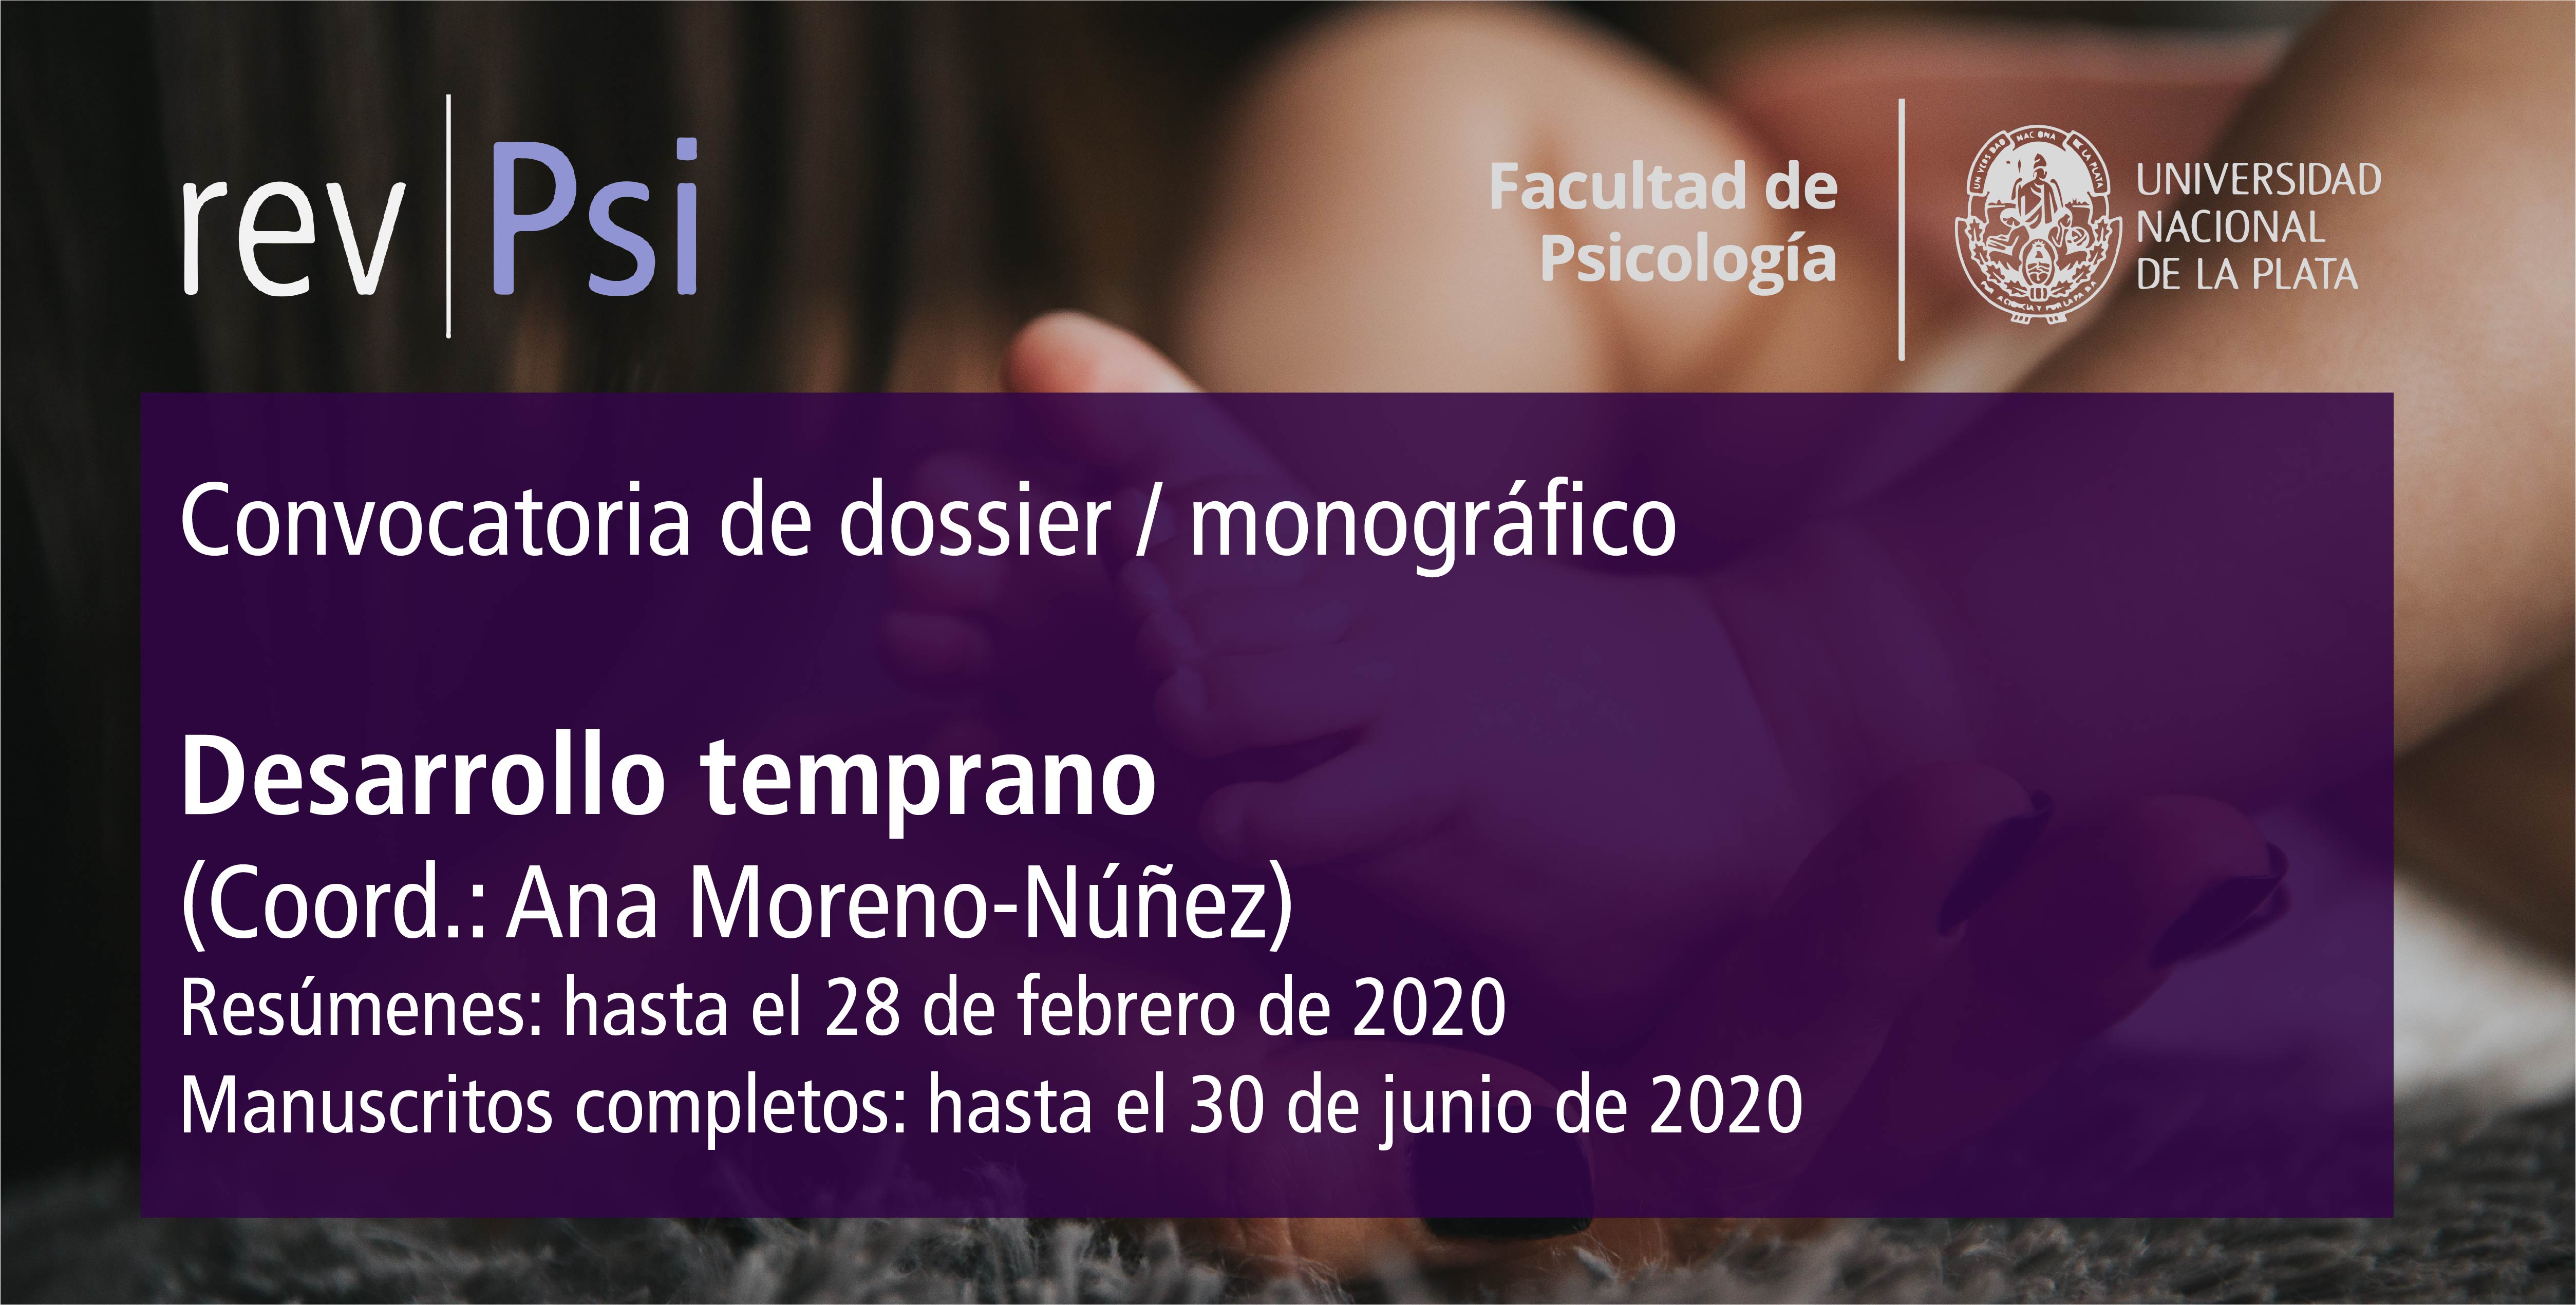 rev Psi
Facultad de
Psicología
UNIVERSIDAD
NACIONAL
DE LA PLATA
Convocatoria de dossier / monográfico
Desarrollo temprano
(Coord.: Ana Moreno-Núñez)
Resúmenes: hasta el 28 de febrero de 2020
Manuscritos completos: hasta el 30 de junio de 2020